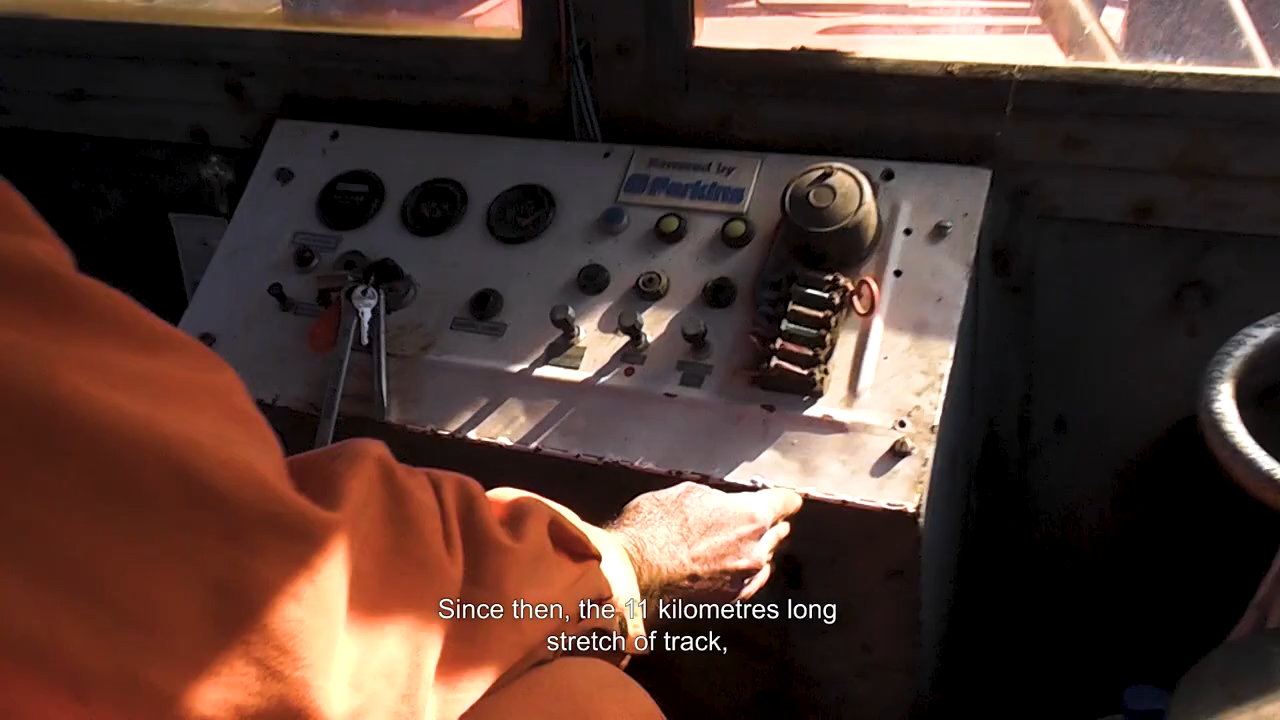 Powered by
Perkins
Since then, the 11 kilometres long
stretch of track,